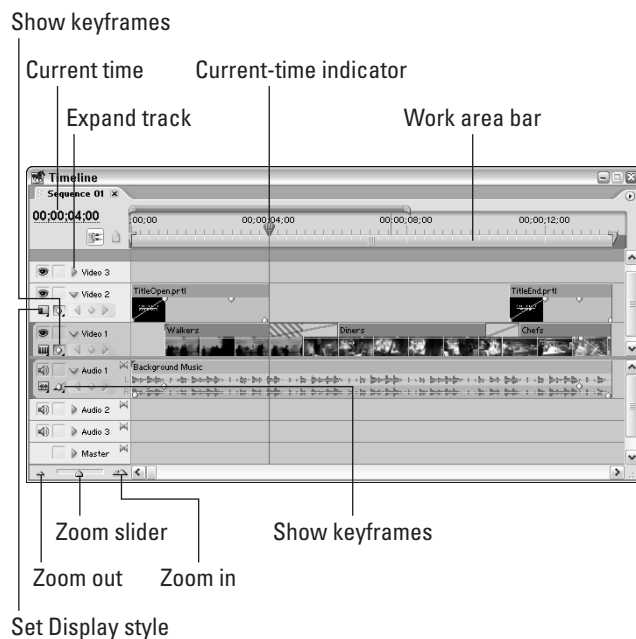 Show keyframes
Current time
Current-time indicator
Expand track
Work area bar
Timeline
Sequence 01
00;00;04;00
;00;00
00;00;04;00
00;00;08;00
00;00;12;00
Video 3
Video 2
TitleOpen.prtl
TitleEnd.prtl
Video 1
Walkers
Diners
Chefs
Audio 1
Background Music
Audio 2
Audio 3
Master
Zoom slider
Show keyframes
Zoom out
Zoom in
Set Display style